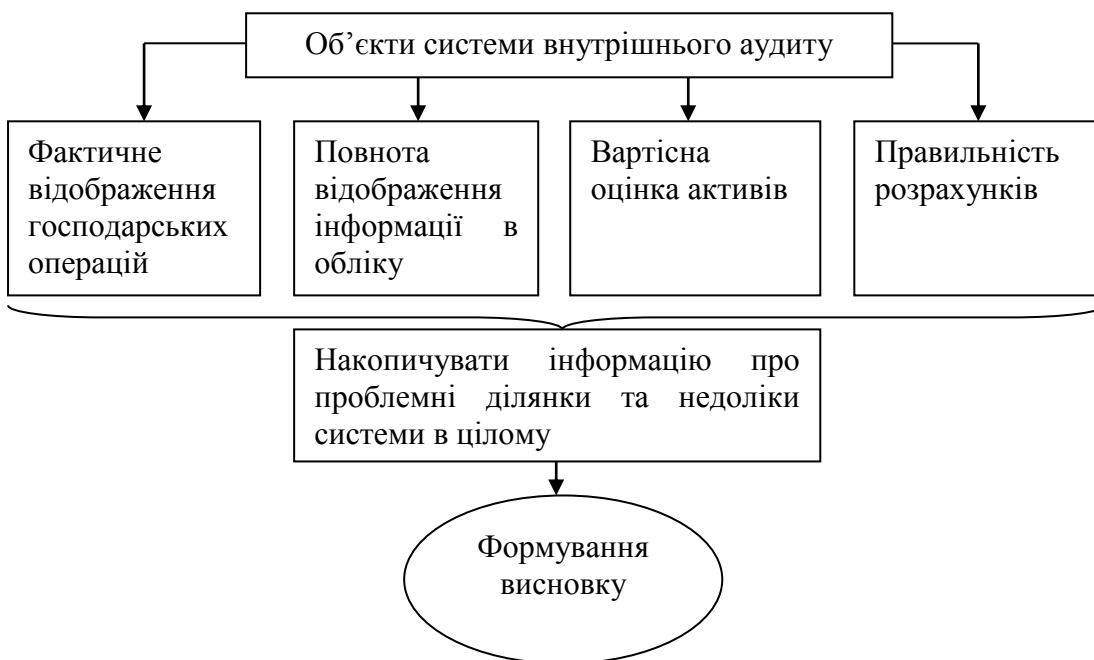 Об’єкти системи внутрішнього аудиту
Фактичне
відображення
господарських
операцій
Повнота
відображення
інформації в
обліку
Вартісна
оцінка активів
Правильність
розрахунків
Накопичувати інформацію про
проблемні ділянки та недоліки
системи в цілому
Формування
висновку